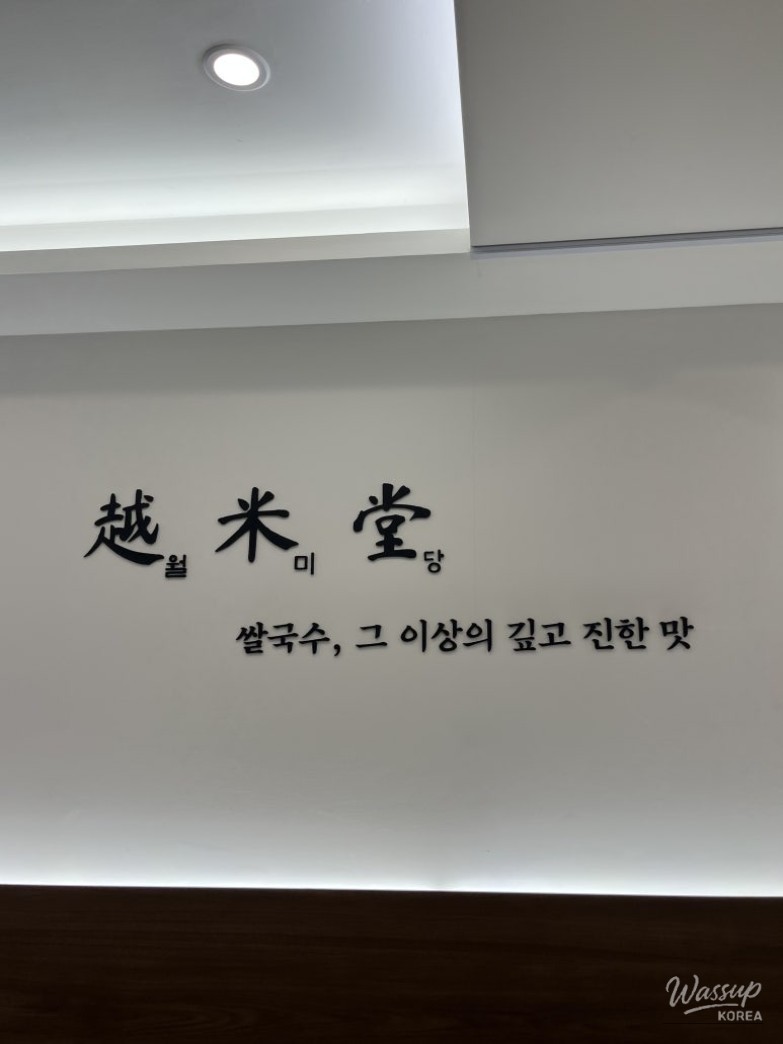 越월 米미 堂당
쌀국수, 그 이상의 깊고 진한 맛
Wassup
KOREA